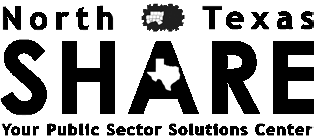 North Texas
SHARE
Your Public Sector Solutions Center